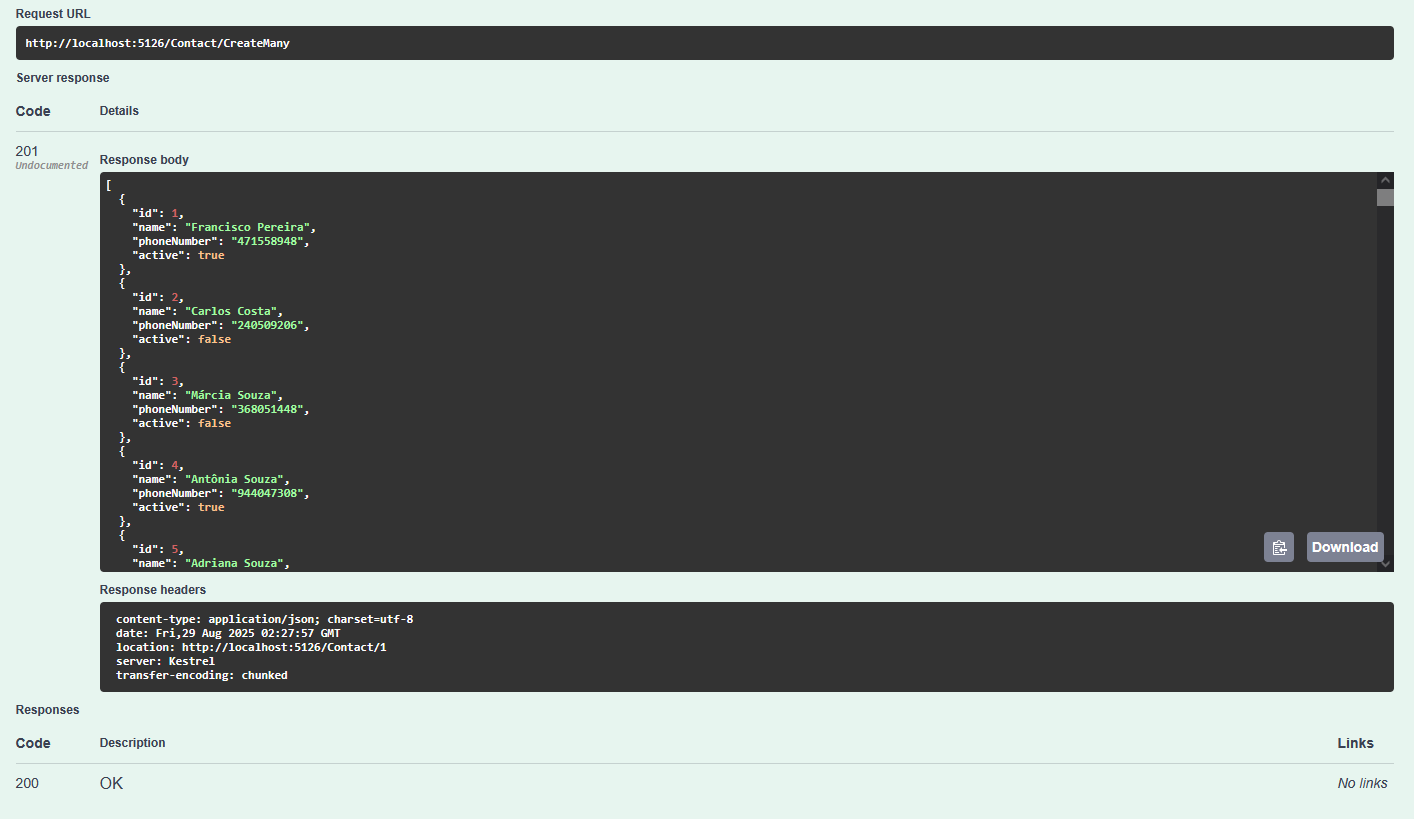 Request URL
http://localhost:5126/Contact/CreateMany
Server response
Code Details
201
Undocumented
Response body
[
  {
    "id": 1,
    "name": "Francisco Pereira",
    "phoneNumber": "471558948",
    "active": true
  },
  {
    "id": 2,
    "name": "Carlos Costa",
    "phoneNumber": "240509206",
    "active": false
  },
  {
    "id": 3,
    "name": "Márcia Souza",
    "phoneNumber": "368051448",
    "active": false
  },
  {
    "id": 4,
    "name": "Antônia Souza",
    "phoneNumber": "944047308",
    "active": true
  },
  {
    "id": 5,
    "name": "Adriana Souza",
Download
Response headers
content-type: application/json; charset=utf-8
date: Fri,29 Aug 2025 02:27:57 GMT
location: http://localhost:5126/Contact/1
server: Kestrel
transfer-encoding: chunked
Responses
Code Description Links
200 OK No links